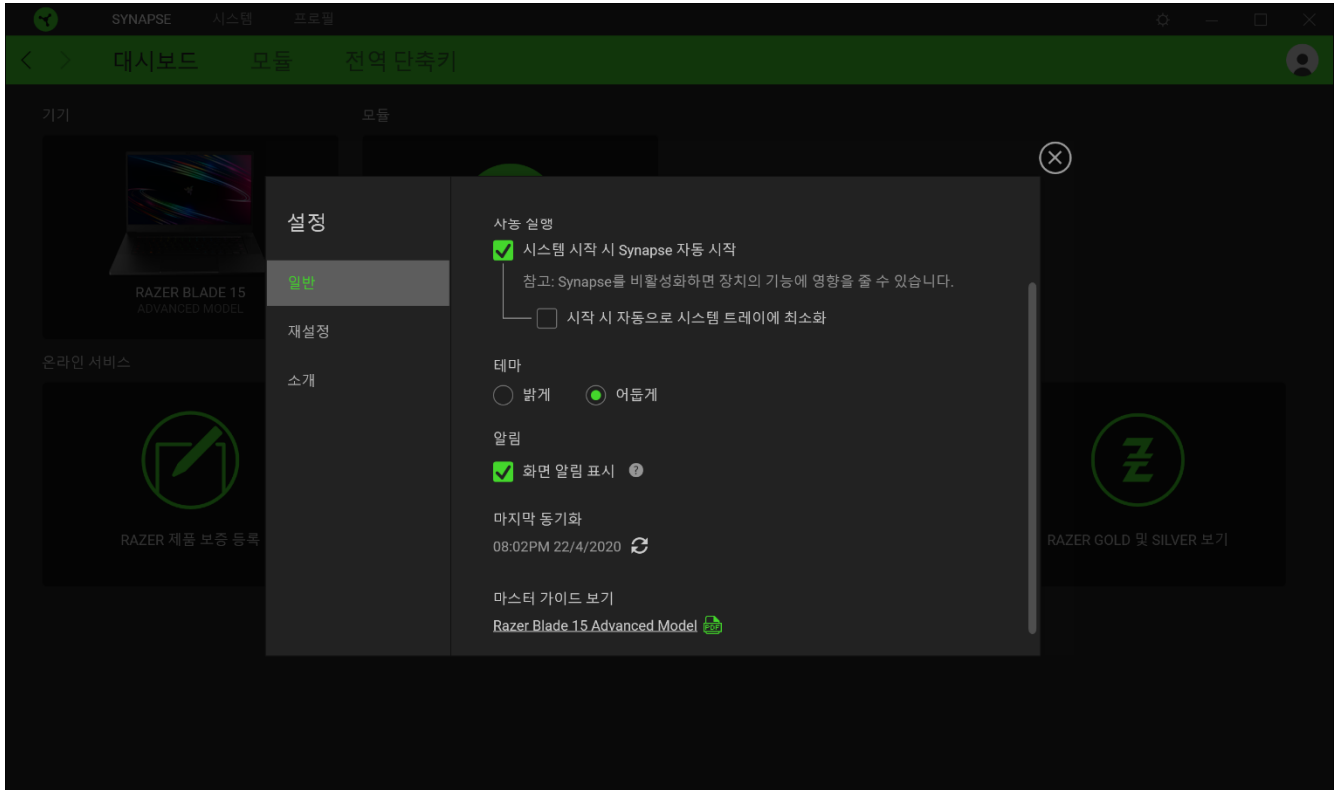 SYNAPSE 시스템 프로필
대시보드 모듈 전역 단축키
기기 모듈
RAZER BLADE 15
ADVANCED MODEL
온라인 서비스
RAZER 제품 보증 등록
RAZER GOLD 및 SILVER 보기
설정
일반
재설정
소개
자동 실행
시스템 시작 시 Synapse 자동 시작
참고: Synapse를 비활성화하면 장치의 기능에 영향을 줄 수 있습니다.
시작 시 자동으로 시스템 트레이에 최소화
테마
밝게 어둡게
알림
화면 알림 표시 ?
마지막 동기화
08:02PM 22/4/2020
마스터 가이드 보기
Razer Blade 15 Advanced Model PDF